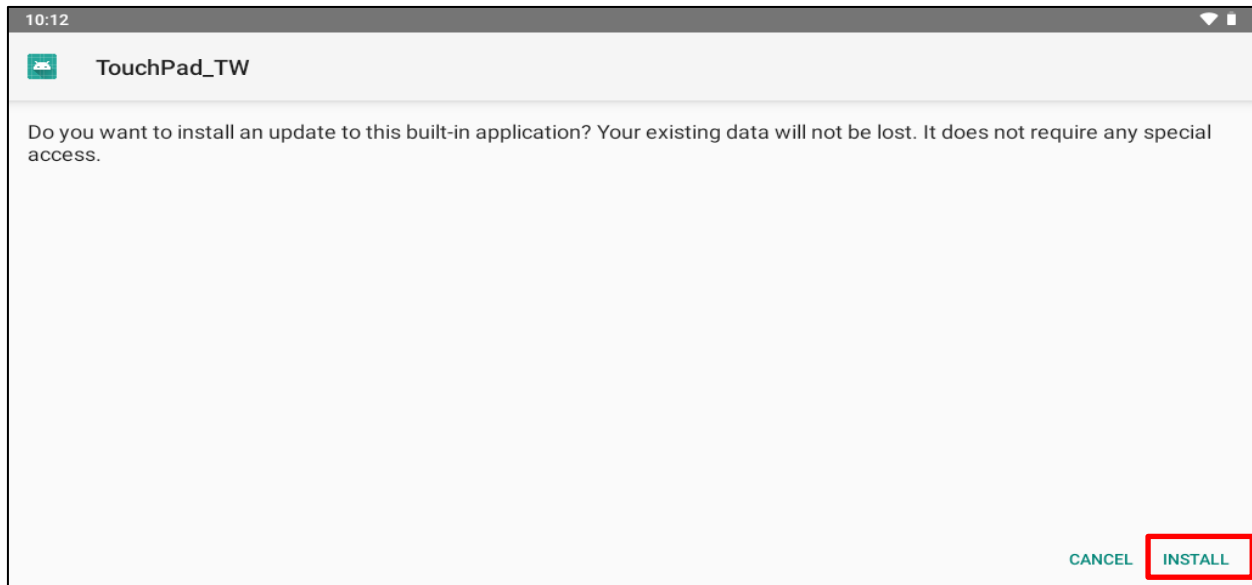 10:12
TouchPad_TW
Do you want to install an update to this built-in application? Your existing data will not be lost. It does not require any special
access.
CANCEL INSTALL